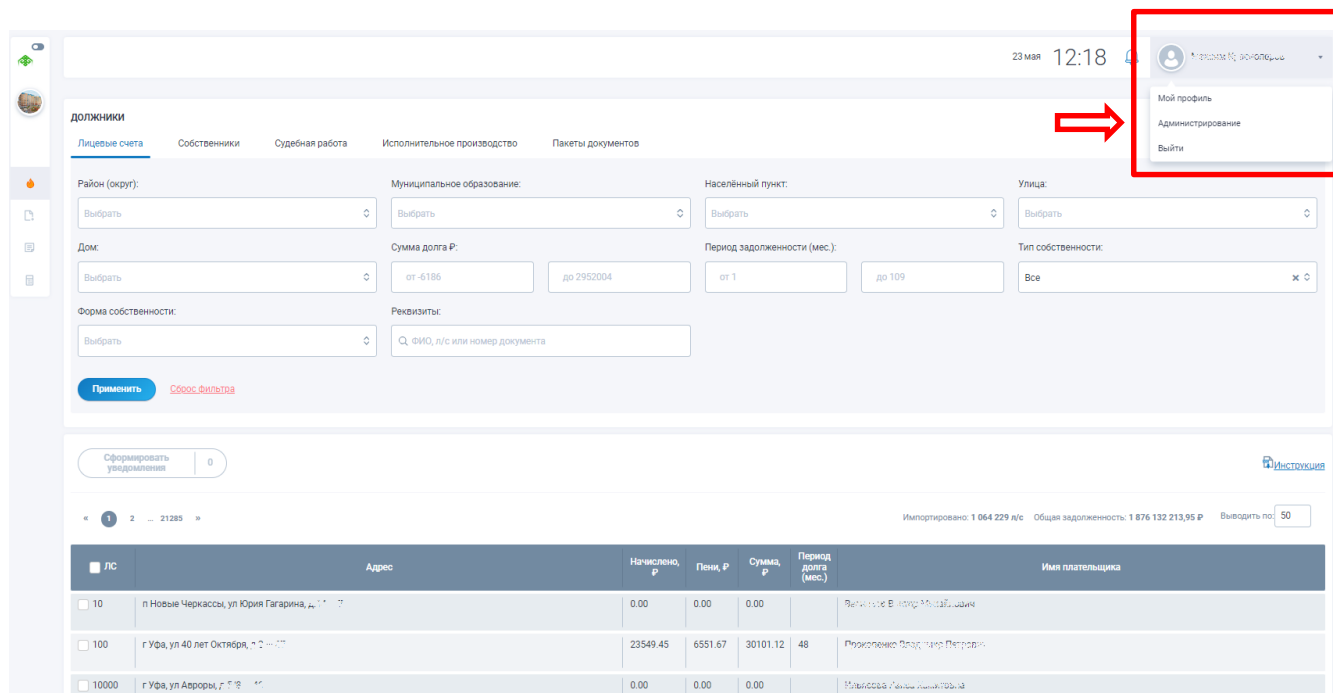 23 мая 12:18
Мой профиль
Администрирование
Выйти
ДОЛЖНИКИ
Лицевые счета Собственники Судебная работа Исполнительное производство Пакеты документов
Район (округ): Муниципальное образование: Населённый пункт: Улица:
Выбрать Выбрать Выбрать Выбрать
Дом: Сумма долга ₽: Период задолженности (мес.): Тип собственности:
Выбрать от -6186 до 2952004 от 1 до 109 Все
Форма собственности: Реквизиты:
Выбрать ФИО, л/с или номер документа
Применить Сброс фильтра
Сформировать уведомления 0
Инструкция
« 1 2 ... 21285 » Импортировано: 1 064 229 л/с Общая задолженность: 1 876 132 213,95 ₽ Выводить по: 50
ЛС Адрес Начислено, ₽ Пени, ₽ Сумма, ₽ Период долга (мес.) Имя плательщика
10 п Новые Черкассы, ул Юрия Гагарина, 0.00 0.00 0.00
100 г Уфа, ул 40 лет Октября, 23549.45 6551.67 30101.12 48
10000 г Уфа, ул Авроры, 0.00 0.00 0.00